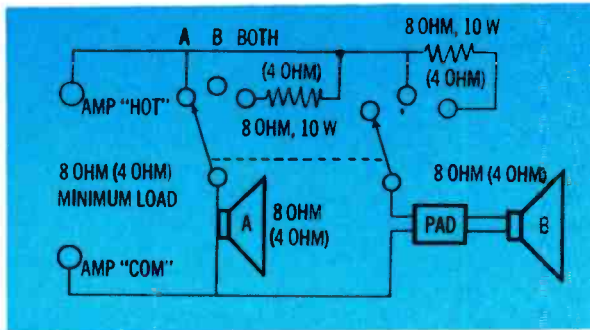 A B BOTH
8 OHM, 10 W
(4 OHM)
(4 OHM)
AMP "HOT"
8 OHM, 10 W
8 OHM (4 OHM)
MINIMUM LOAD
8 OHM (4 OHM)
A
8 OHM
(4 OHM)
PAD
B
AMP "COM"